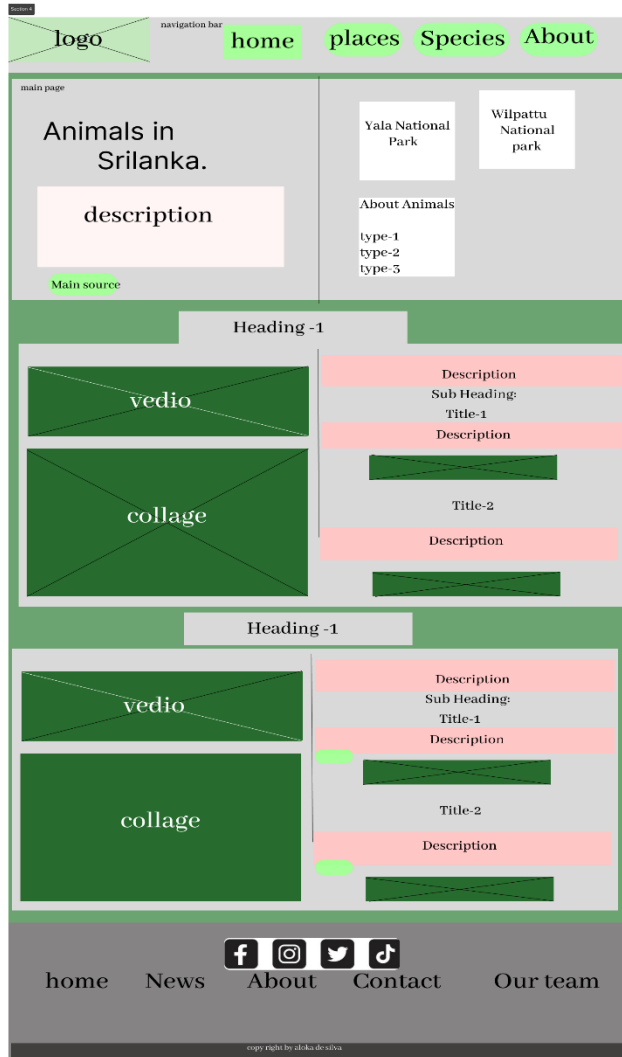 Section 4
logo
navigation bar
home
places
Species
About
main page
Animals in
Srilanka.
description
Main source
Yala National
Park
Wilpattu
National
park
About Animals
type-1
type-2
type-3
Heading -1
vedio
collage
Description
Sub Heading:
Title-1
Description
Title-2
Description
Heading -1
vedio
collage
Description
Sub Heading:
Title-1
Description
Title-2
Description
home
News
About
Contact
Our team
copy right by aloka de silva